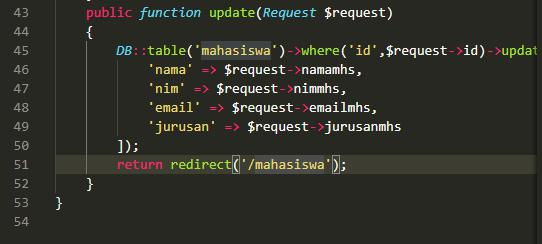 43 public function update(Request $request)
44 {
45 DB::table('mahasiswa')->where('id',$request->id)->updat
46 'nama' => $request->namamhs,
47 'nim' => $request->nimmhs,
48 'email' => $request->emailmhs,
49 'jurusan' => $request->jurusanmhs
50 ]);
51 return redirect('/mahasiswa');
52 }
53 }
54